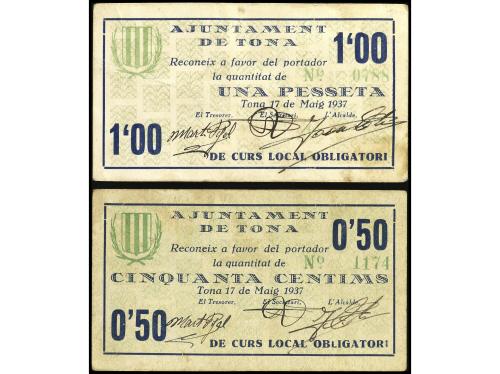 AJUNTAMENT
DE TONA
1'00
Reconeix a favor del portador
la quantitat de
Nº 0788
UNA PESSETA
Tona 17 de Maig 1937
El Tresorer, El Secretari, L'Alcalde,
1'00
DE CURS LOCAL OBLIGATORI
AJUNTAMENT
DE TONA
0'50
Reconeix a favor del portador
la quantitat de
Nº 1174
CINQUANTA CENTIMS
Tona 17 de Maig 1937
El Tresorer, El Secretari, L'Alcalde,
0'50
DE CURS LOCAL OBLIGATORI